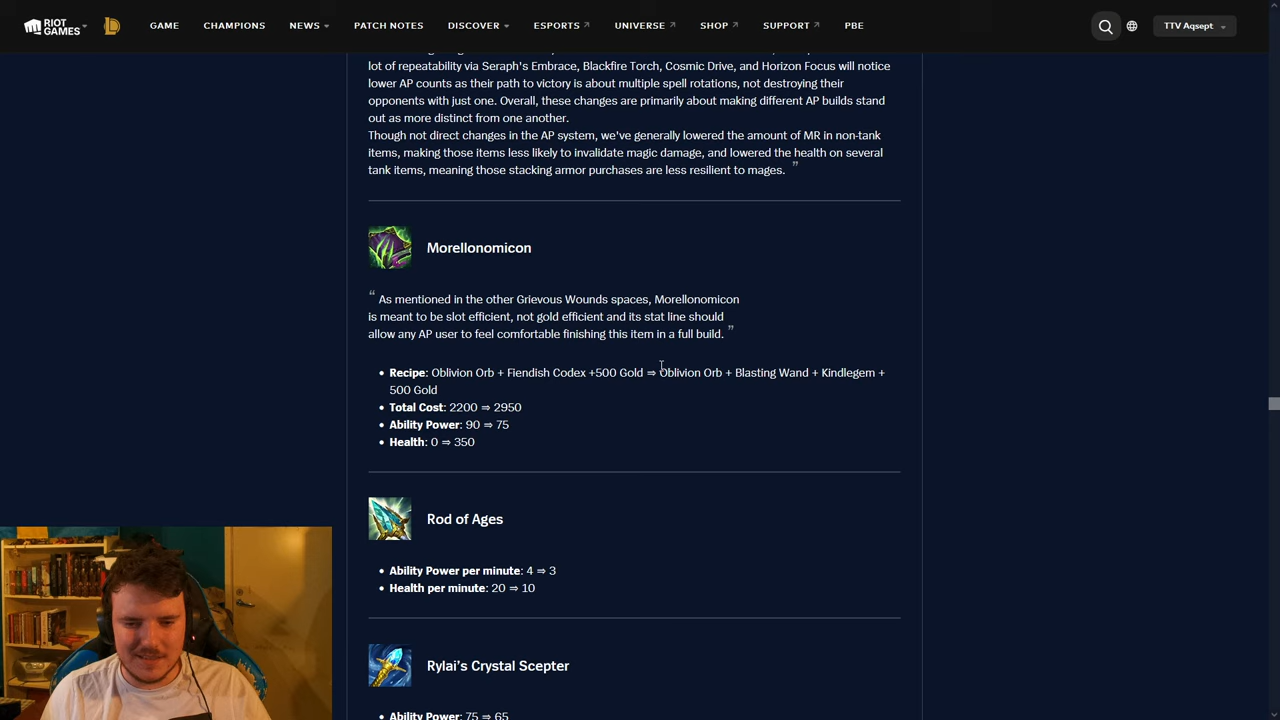 RIOT GAMES GAME CHAMPIONS NEWS PATCH NOTES DISCOVER ESPORTS UNIVERSE SHOP SUPPORT PBE TTV Aqsept
lot of repeatability via Seraph's Embrace, Blackfire Torch, Cosmic Drive, and Horizon Focus will notice
lower AP counts as their path to victory is about multiple spell rotations, not destroying their
opponents with just one. Overall, these changes are primarily about making different AP builds stand
out as more distinct from one another.
Though not direct changes in the AP system, we've generally lowered the amount of MR in non-tank
items, making those items less likely to invalidate magic damage, and lowered the health on several
tank items, meaning those stacking armor purchases are less resilient to mages. ”
Morellonomicon
“ As mentioned in the other Grievous Wounds spaces, Morellonomicon
is meant to be slot efficient, not gold efficient and its stat line should
allow any AP user to feel comfortable finishing this item in a full build. ”
• Recipe: Oblivion Orb + Fiendish Codex +500 Gold ⇒ Oblivion Orb + Blasting Wand + Kindlegem +
500 Gold
• Total Cost: 2200 ⇒ 2950
• Ability Power: 90 ⇒ 75
• Health: 0 ⇒ 350
Rod of Ages
• Ability Power per minute: 4 ⇒ 3
• Health per minute: 20 ⇒ 10
Rylai’s Crystal Scepter
• Ability Power: 75 ⇒ 65